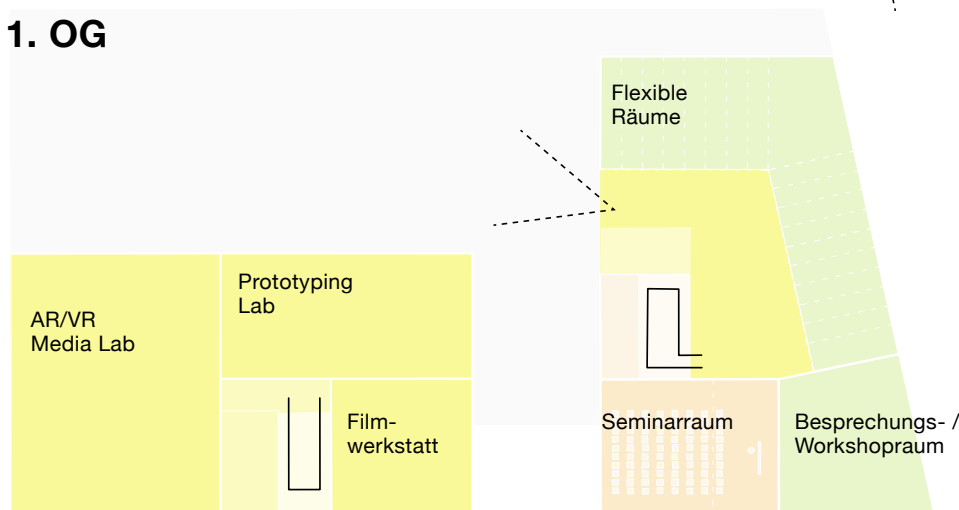 1. OG
Flexible
Räume
Prototyping
Lab
AR/VR
Media Lab
Film-
werkstatt
Seminarraum
Besprechungs- /
Workshopraum